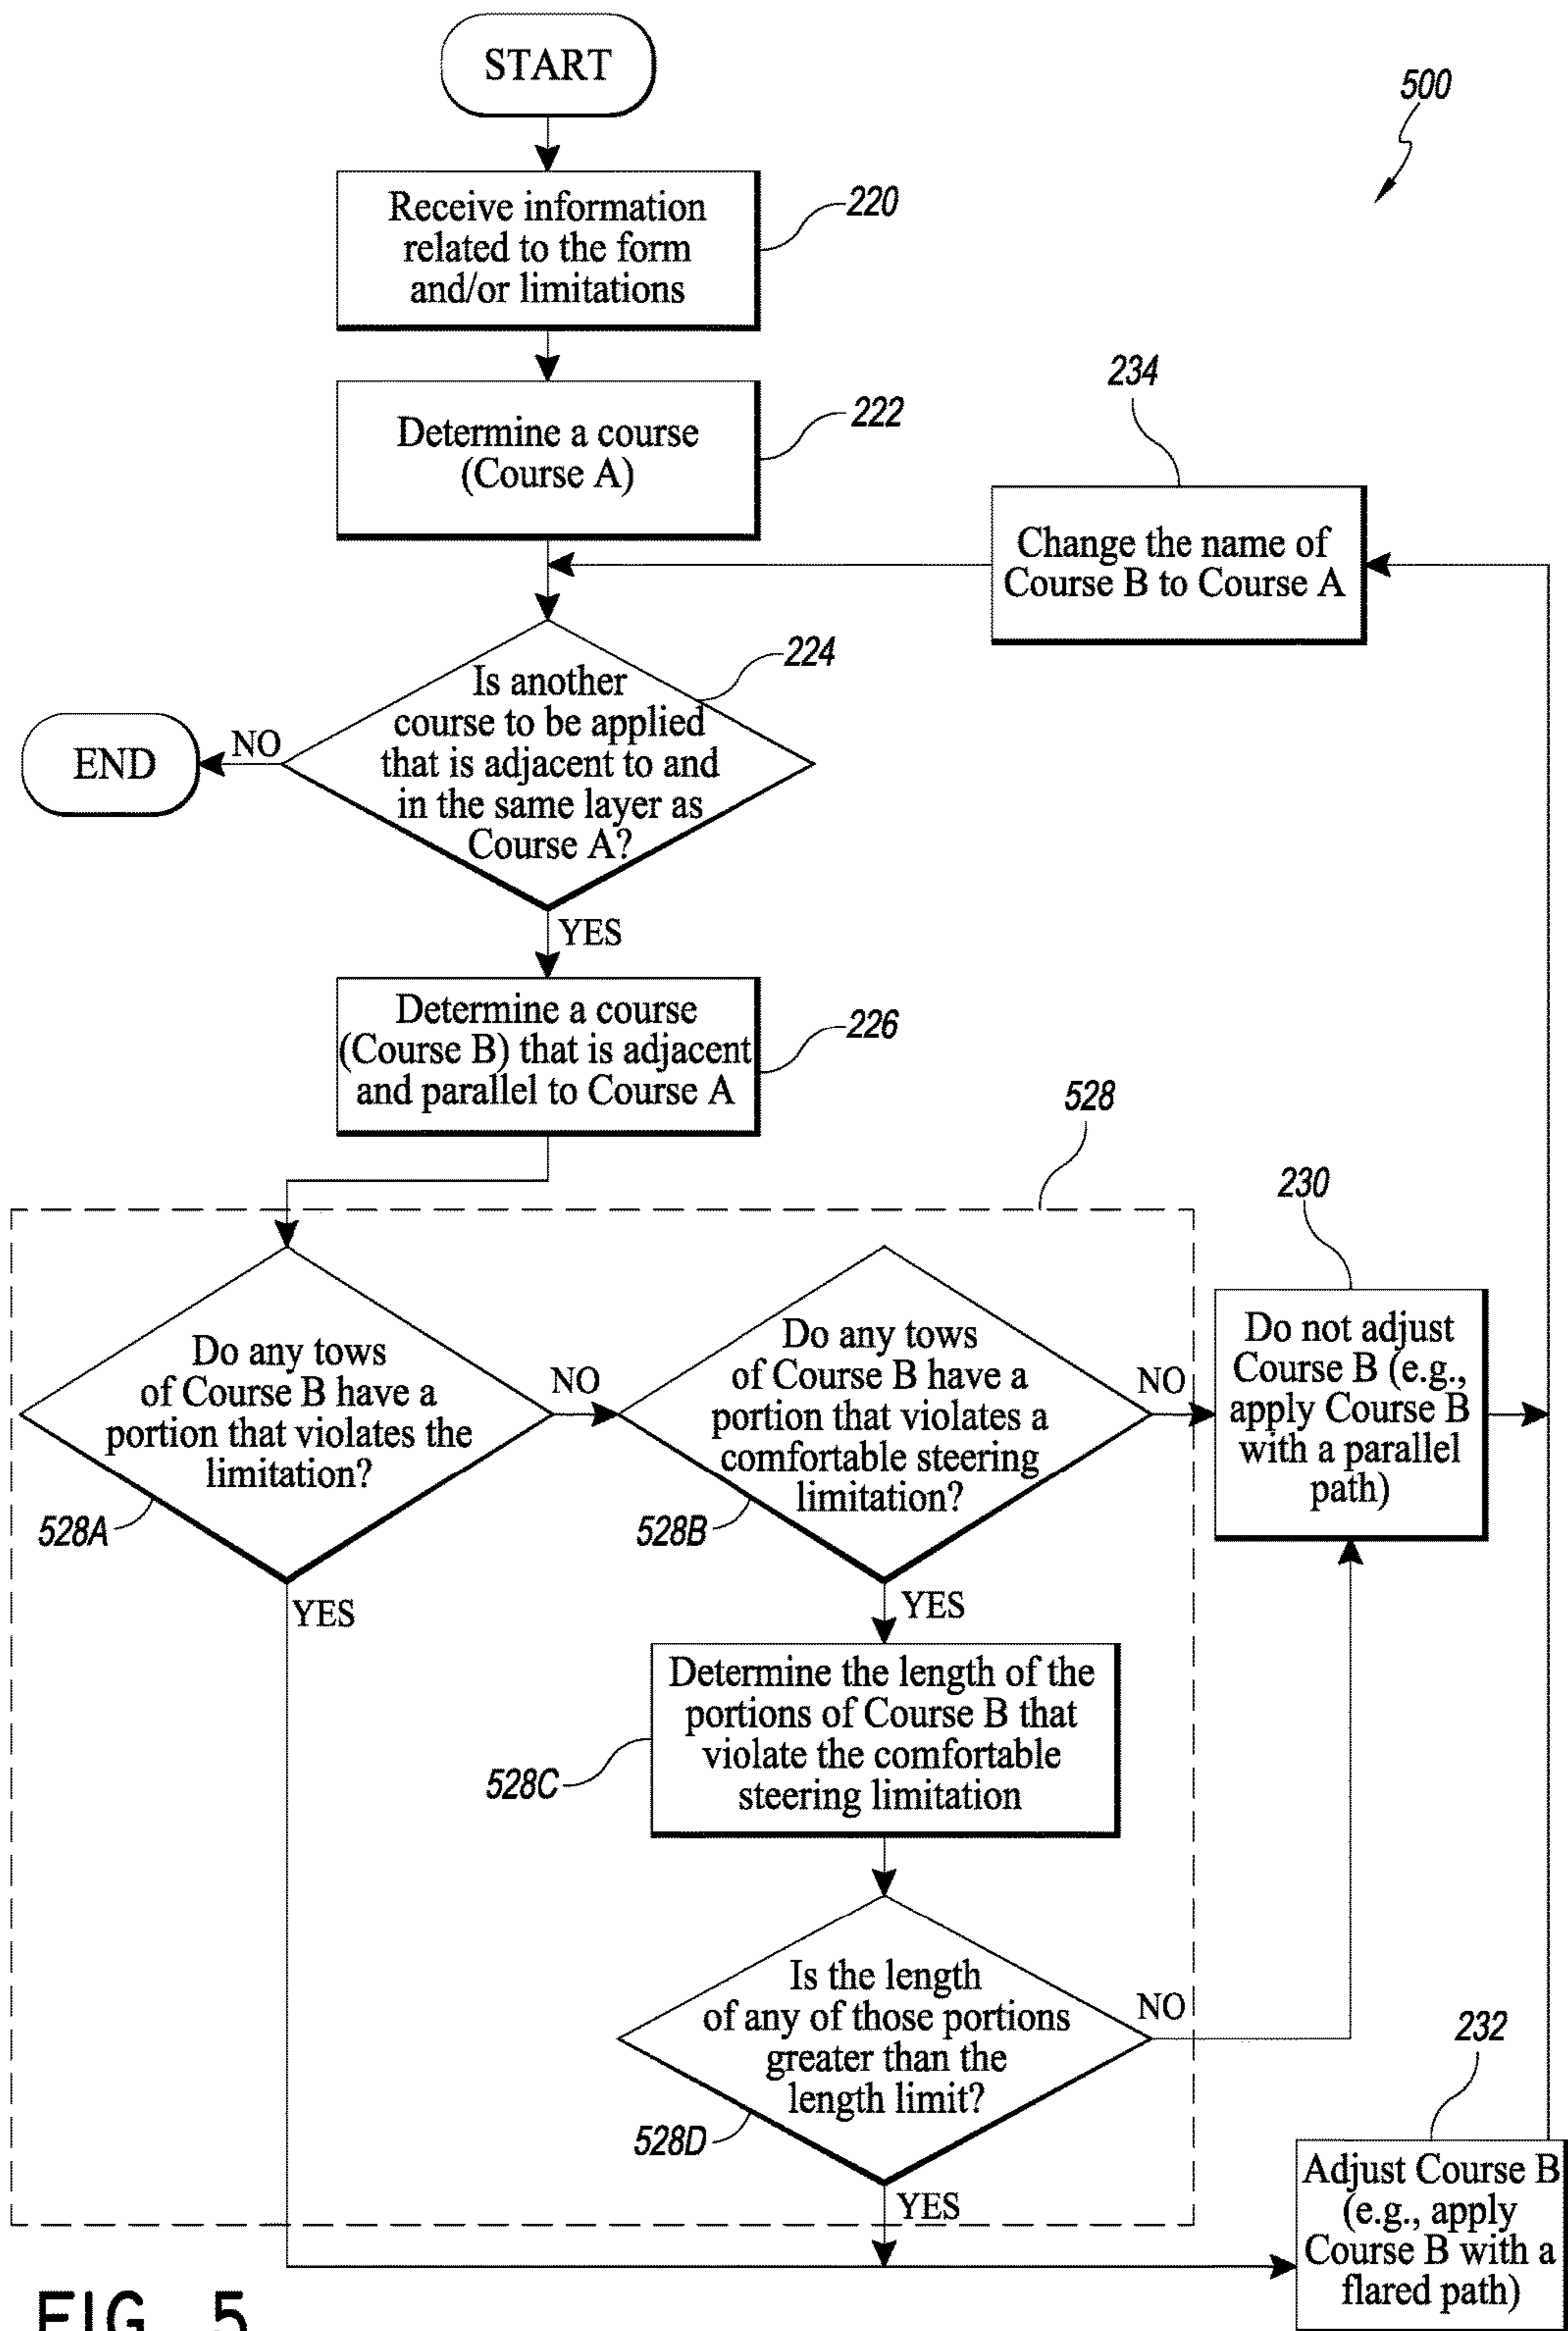 START
500
Receive information
related to the form
and/or limitations
220
Determine a course
(Course A)
222
234
Change the name of
Course B to Course A
224
Is another
course to be applied
that is adjacent to and
in the same layer as
Course A?
NO
END
YES
Determine a course
(Course B) that is adjacent
and parallel to Course A
226
528
230
Do any tows
of Course B have a
portion that violates the
limitation?
528A
NO
YES
Do any tows
of Course B have a
portion that violates a
comfortable steering
limitation?
528B
NO
YES
Do not adjust
Course B (e.g.,
apply Course B
with a parallel
path)
Determine the length of the
portions of Course B that
violate the comfortable
steering limitation
528C
Is the length
of any of those portions
greater than the
length limit?
528D
NO
YES
232
Adjust Course B
(e.g., apply
Course B with a
flared path)
FIG. 5